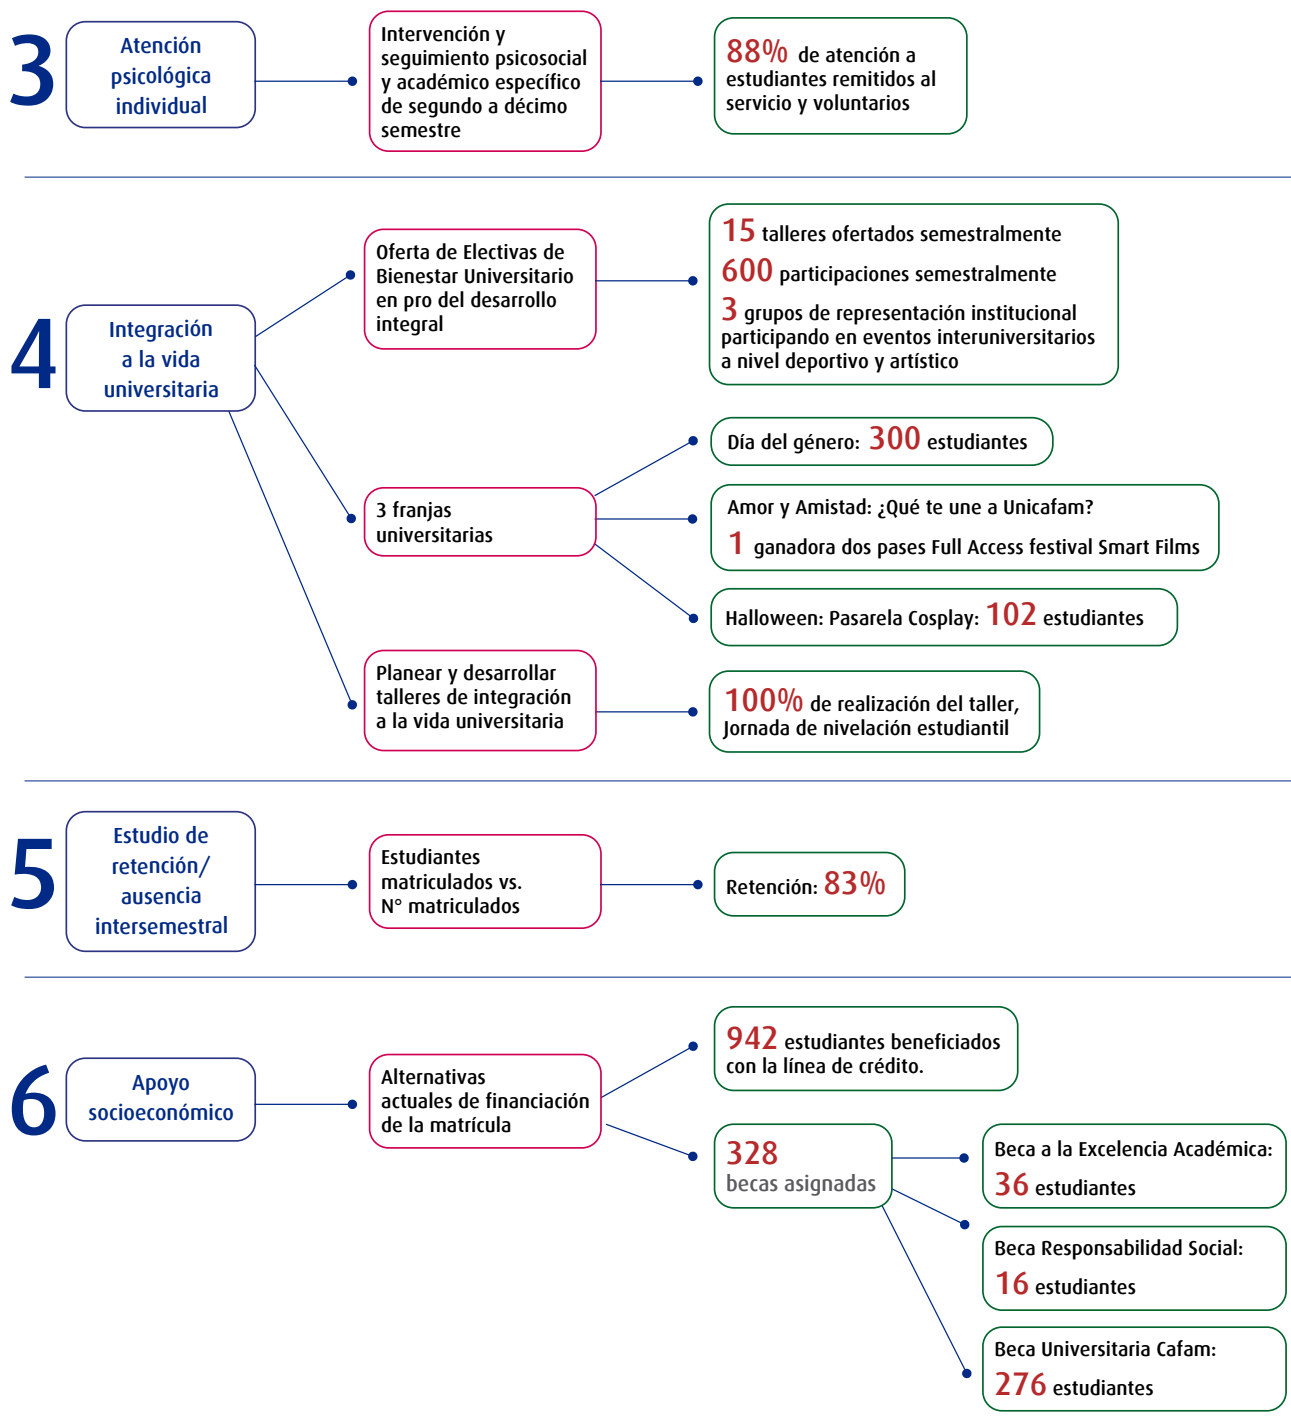 3
Atención
psicológica
individual
Intervención y
seguimiento psicosocial
y académico específico
de segundo a décimo
semestre
88% de atención a
estudiantes remitidos al
servicio y voluntarios
4
Integración
a la vida
universitaria
Oferta de Electivas de
Bienestar Universitario
en pro del desarrollo
integral
15 talleres ofertados semestralmente
600 participaciones semestralmente
3 grupos de representación institucional
participando en eventos interuniversitarios
a nivel deportivo y artístico
3 franjas
universitarias
Día del género: 300 estudiantes
Amor y Amistad: ¿Qué te une a Unicafam?
1 ganadora dos pases Full Access festival Smart Films
Halloween: Pasarela Cosplay: 102 estudiantes
Planear y desarrollar
talleres de integración
a la vida universitaria
100% de realización del taller,
Jornada de nivelación estudiantil
5
Estudio de
retención/
ausencia
intersemestral
Estudiantes
matriculados vs.
N° matriculados
Retención: 83%
6
Apoyo
socioeconómico
Alternativas
actuales de financiación
de la matrícula
942 estudiantes beneficiados
con la línea de crédito.
328
becas asignadas
Beca a la Excelencia Académica:
36 estudiantes
Beca Responsabilidad Social:
16 estudiantes
Beca Universitaria Cafam:
276 estudiantes